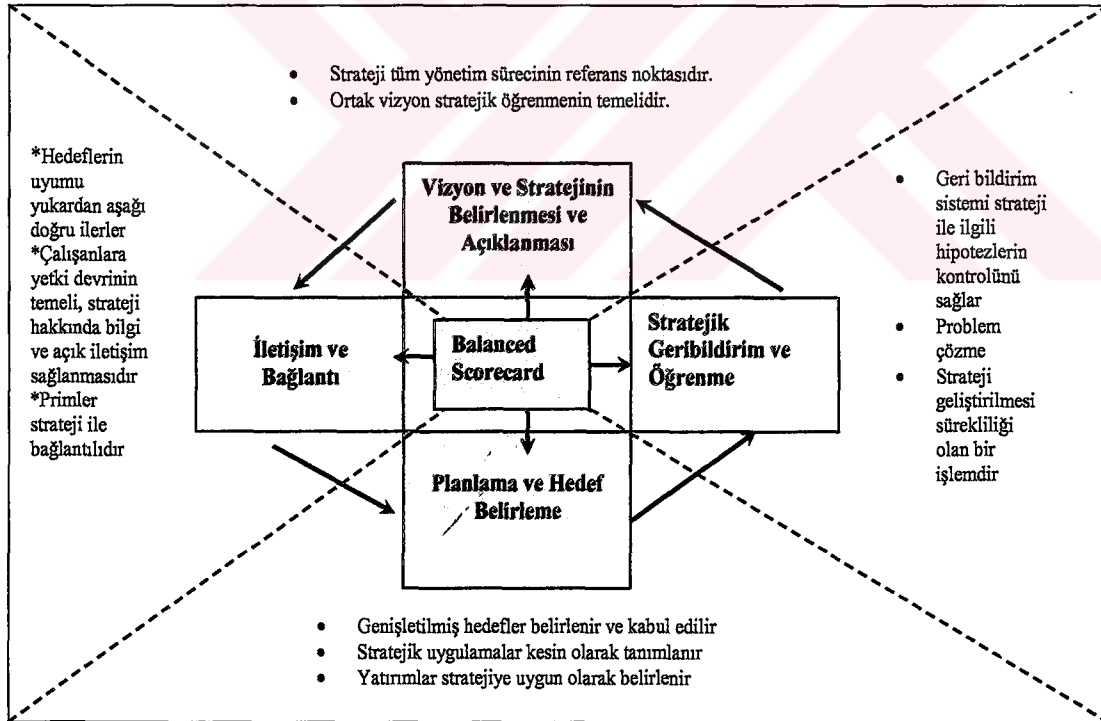 • Strateji tüm yönetim sürecinin referans noktasıdır.
• Ortak vizyon stratejik öğrenmenin temelidir.
*Hedeflerin
uyumu
yukardan aşağı
doğru ilerler
*Çalışanlara
yetki devrinin
temeli, strateji
hakkında bilgi
ve açık iletişim
sağlanmasıdır
*Primler
strateji ile
bağlantılıdır
Vizyon ve Stratejinin
Belirlenmesi ve
Açıklanması
İletişim ve
Bağlantı
Balanced
Scorecard
Stratejik
Geribildirim ve
Öğrenme
Planlama ve Hedef
Belirleme
• Geri bildirim
sistemi strateji
ile ilgili
hipotezlerin
kontrolünü
sağlar
• Problem
çözme
• Strateji
geliştirilmesi
sürekliliği
olan bir
işlemdir
• Genişletilmiş hedefler belirlenir ve kabul edilir
• Stratejik uygulamalar kesin olarak tanımlanır
• Yatırımlar stratejiye uygun olarak belirlenir